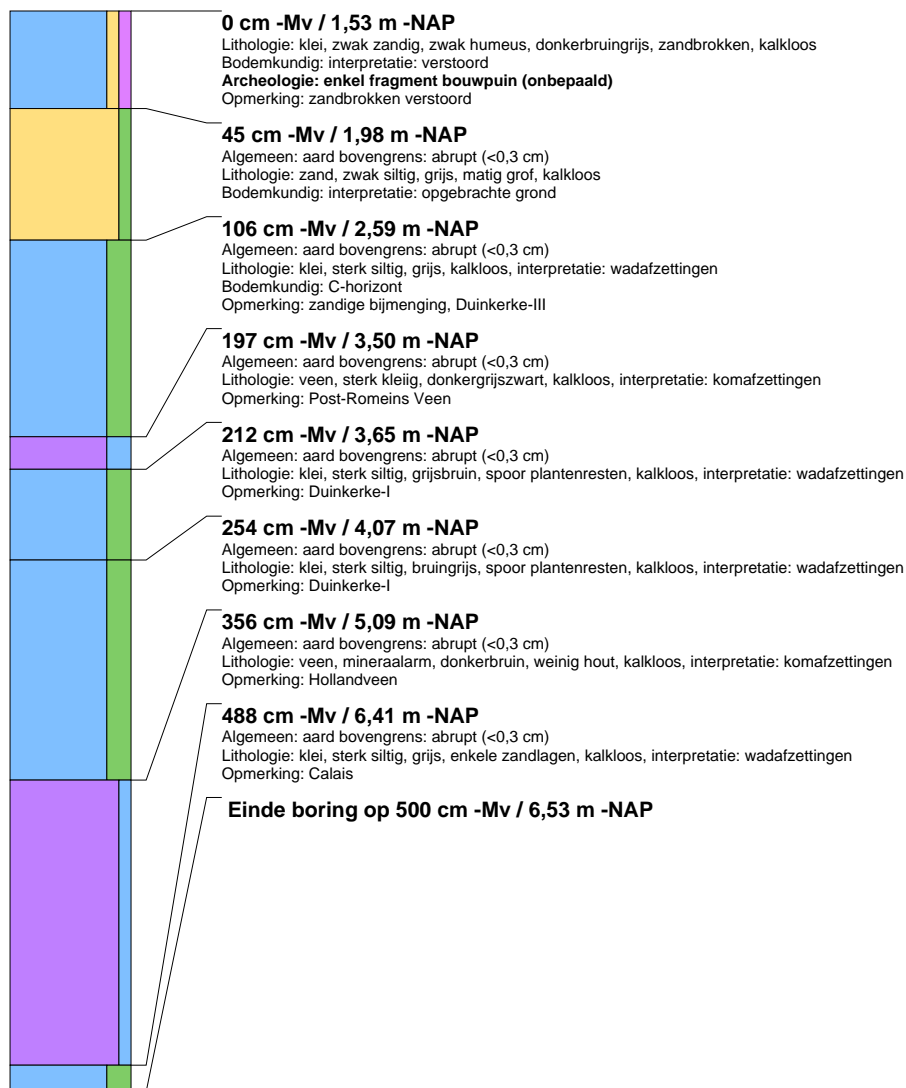 0 cm -Mv / 1,53 m -NAP
Lithologie: klei, zwak zandig, zwak humeus, donkerbruingrijs, zandbrokken, kalkloos
Bodemkundig: interpretatie: verstoord
Archeologie: enkel fragment bouwpuin (onbepaald)
Opmerking: zandbrokken verstoord
45 cm -Mv / 1,98 m -NAP
Algemeen: aard bovengrens: abrupt (<0,3 cm)
Lithologie: zand, zwak siltig, grijs, matig grof, kalkloos
Bodemkundig: interpretatie: opgebrachte grond
106 cm -Mv / 2,59 m -NAP
Algemeen: aard bovengrens: abrupt (<0,3 cm)
Lithologie: klei, sterk siltig, grijs, kalkloos, interpretatie: wadafzettingen
Bodemkundig: C-horizont
Opmerking: zandige bijmenging, Duinkerke-III
197 cm -Mv / 3,50 m -NAP
Algemeen: aard bovengrens: abrupt (<0,3 cm)
Lithologie: veen, sterk kleiig, donkergrijszwart, kalkloos, interpretatie: komafzettingen
Opmerking: Post-Romeins Veen
212 cm -Mv / 3,65 m -NAP
Algemeen: aard bovengrens: abrupt (<0,3 cm)
Lithologie: klei, sterk siltig, grijsbruin, spoor plantenresten, kalkloos, interpretatie: wadafzettingen
Opmerking: Duinkerke-I
254 cm -Mv / 4,07 m -NAP
Algemeen: aard bovengrens: abrupt (<0,3 cm)
Lithologie: klei, sterk siltig, bruingrijs, spoor plantenresten, kalkloos, interpretatie: wadafzettingen
Opmerking: Duinkerke-I
356 cm -Mv / 5,09 m -NAP
Algemeen: aard bovengrens: abrupt (<0,3 cm)
Lithologie: veen, mineraalarm, donkerbruin, weinig hout, kalkloos, interpretatie: komafzettingen
Opmerking: Hollandveen
488 cm -Mv / 6,41 m -NAP
Algemeen: aard bovengrens: abrupt (<0,3 cm)
Lithologie: klei, sterk siltig, grijs, enkele zandlagen, kalkloos, interpretatie: wadafzettingen
Opmerking: Calais
Einde boring op 500 cm -Mv / 6,53 m -NAP